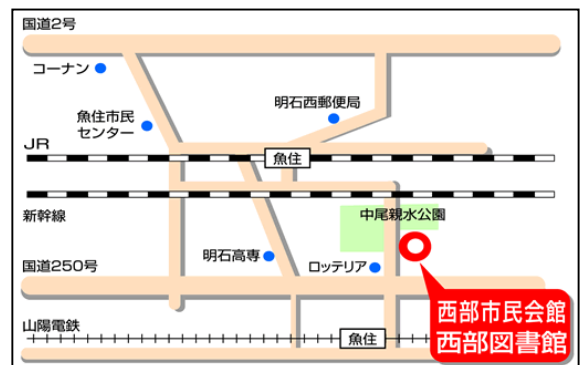 国道2号
コーナン
明石西郵便局
魚住市民
センター
JR
魚住
新幹線
中尾親水公園
明石高専
ロッテリア
国道250号
西部市民会館
西部図書館
山陽電鉄
魚住